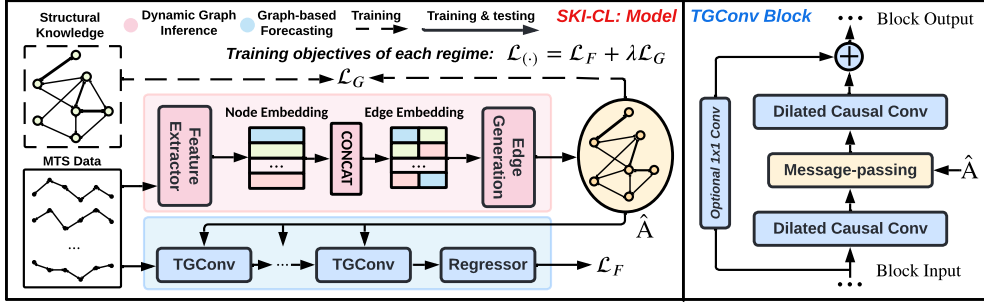 Structural
Knowledge
Dynamic Graph
Inference
Graph-based
Forecasting
Training
Training & testing
SKI-CL: Model
Training objectives of each regime: ℒ(·) = ℒF + λℒG
ℒG
MTS Data
...
Feature
Extractor
Node Embedding
...
CONCAT
Edge Embedding
...
Edge
Generation
Â
TGConv
...
TGConv
Regressor
ℒF
TGConv Block
Block Output
+
Optional 1x1 Conv
Dilated Causal Conv
Message-passing
Â
Dilated Causal Conv
Block Input